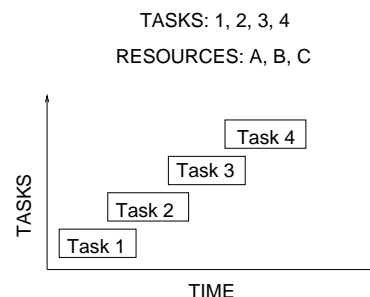 TASKS: 1, 2, 3, 4
RESOURCES: A, B, C
Task 4
Task 3
Task 2
Task 1
TASKS
TIME